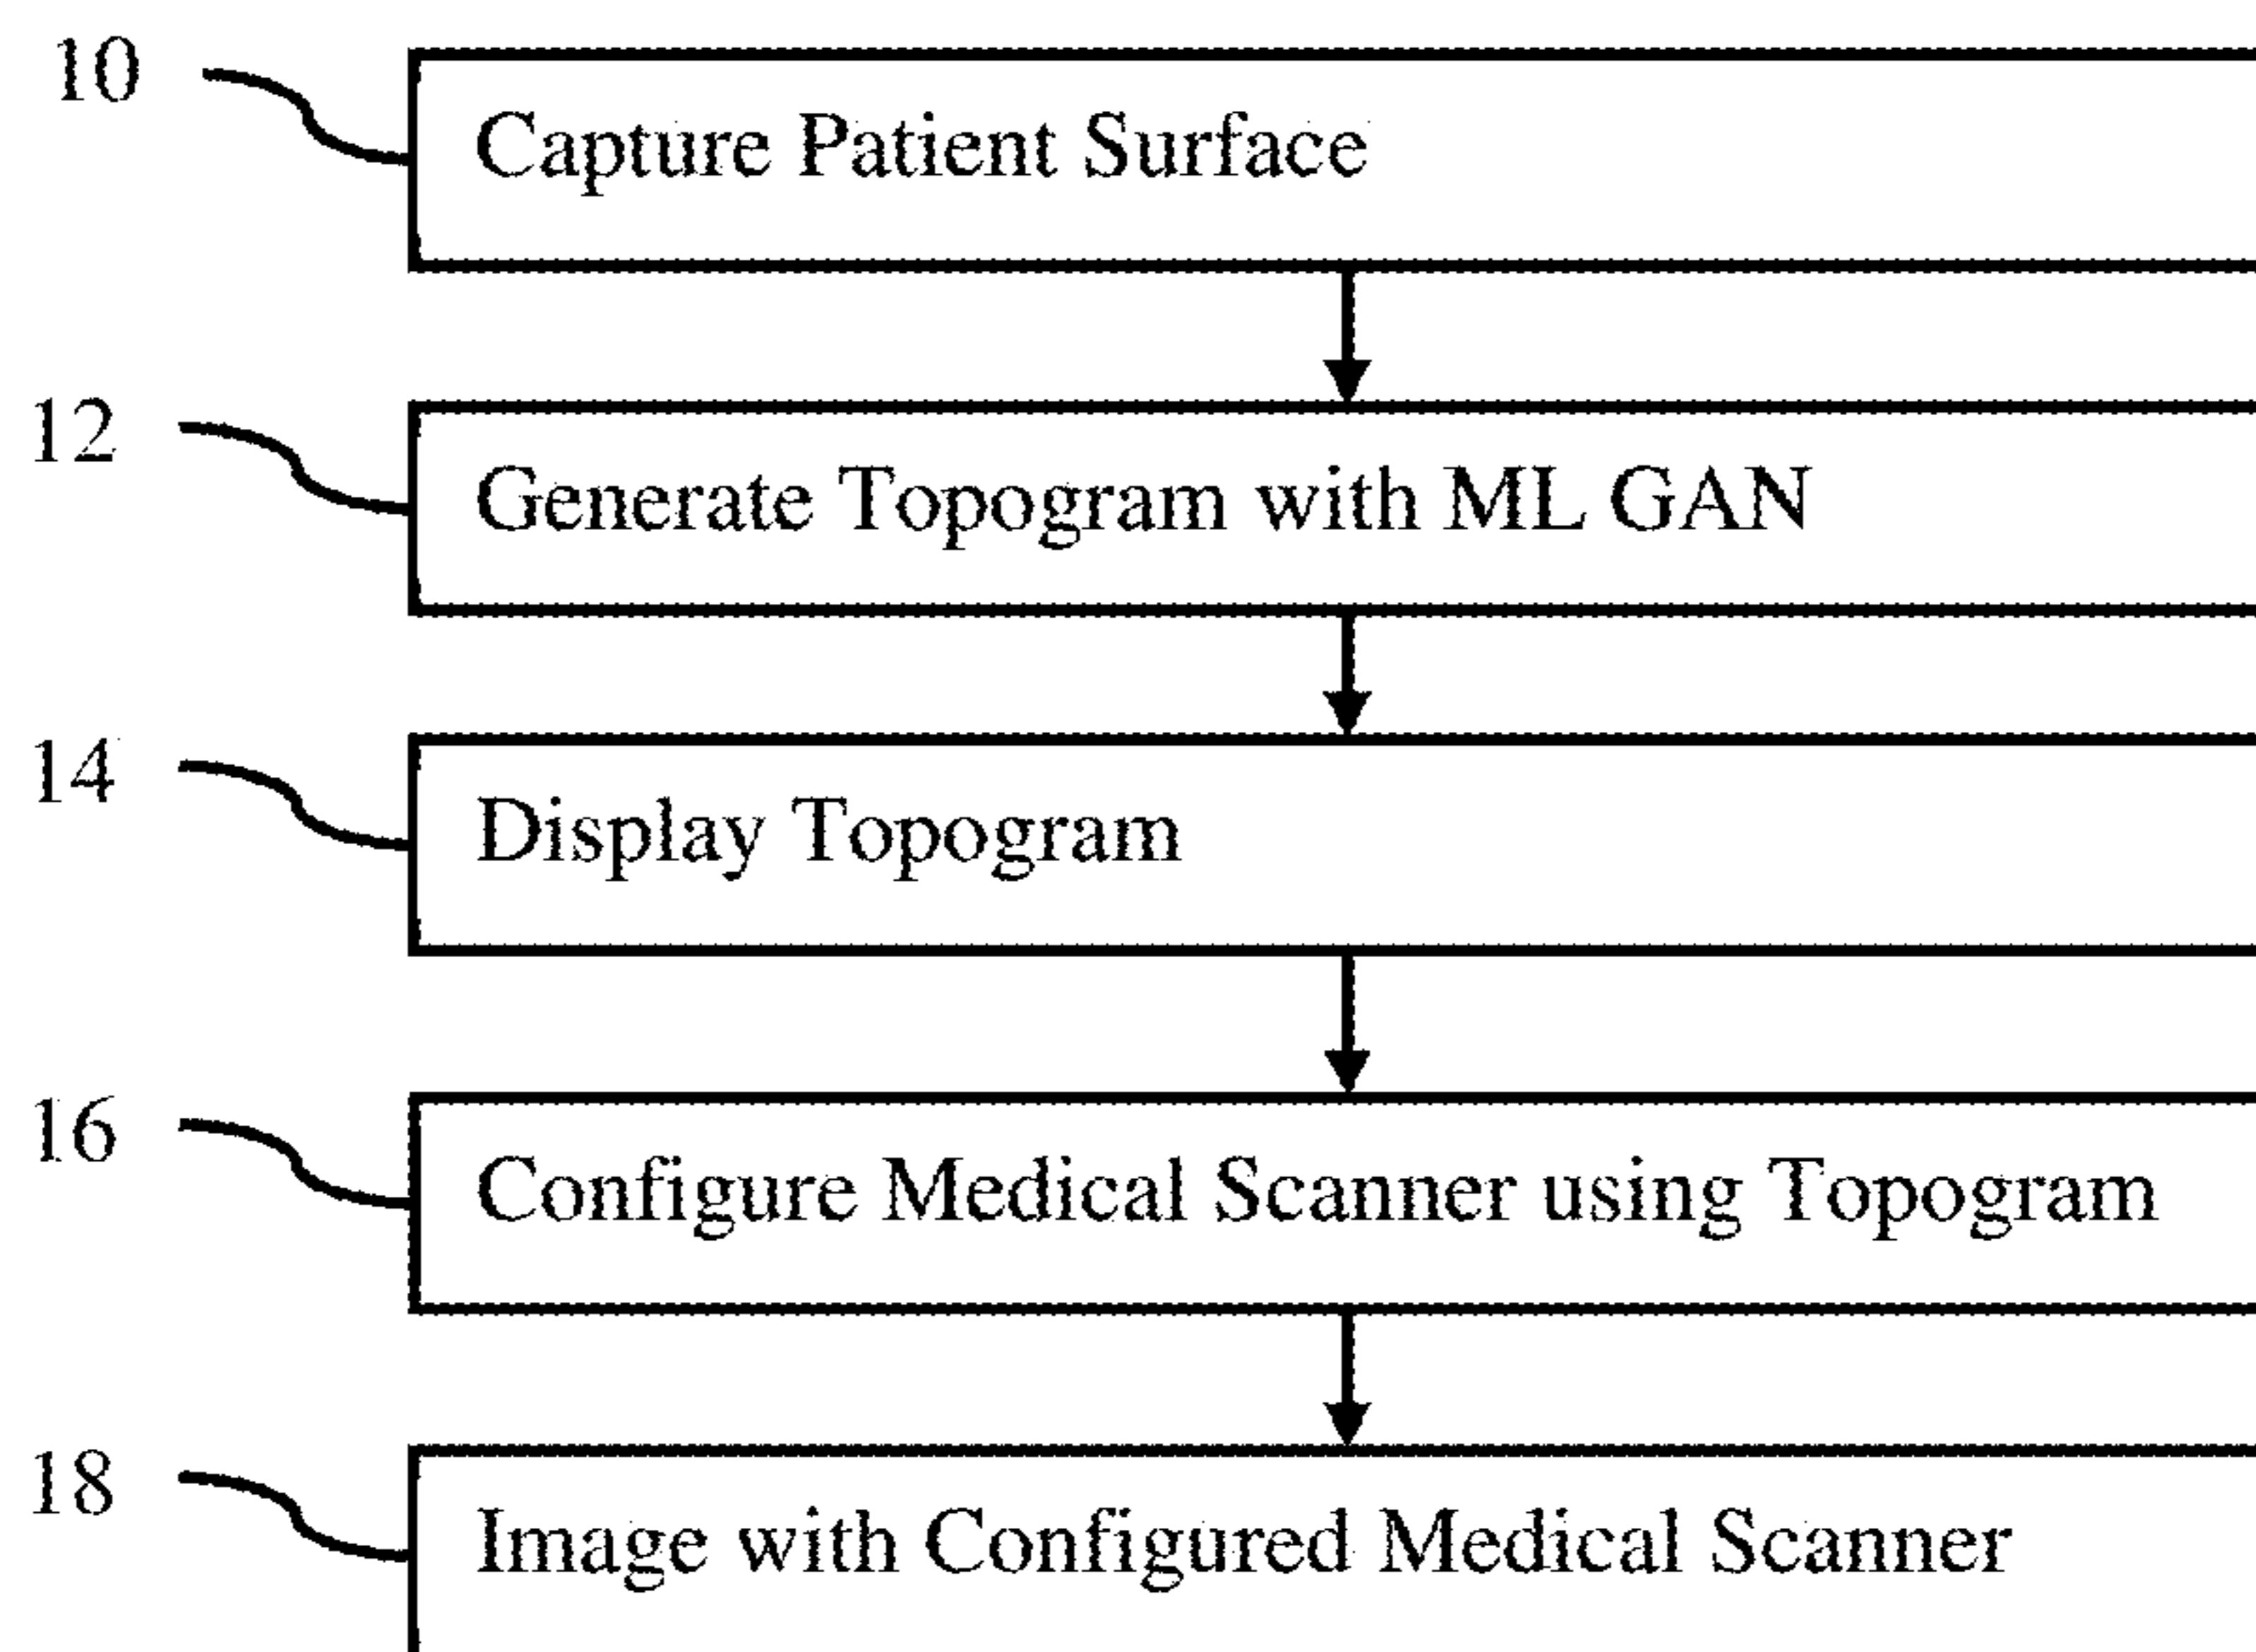 10
Capture Patient Surface
12
Generate Topogram with ML GAN
14
Display Topogram
16
Configure Medical Scanner using Topogram
18
Image with Configured Medical Scanner